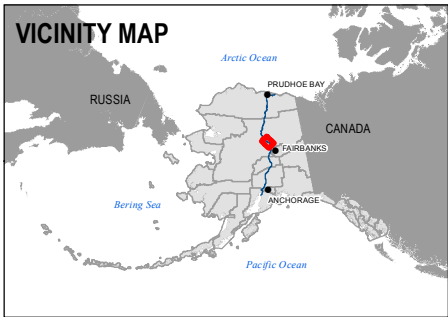 VICINITY MAP
Arctic Ocean
PRUDHOE BAY
RUSSIA
CANADA
FAIRBANKS
Bering Sea
ANCHORAGE
Pacific Ocean